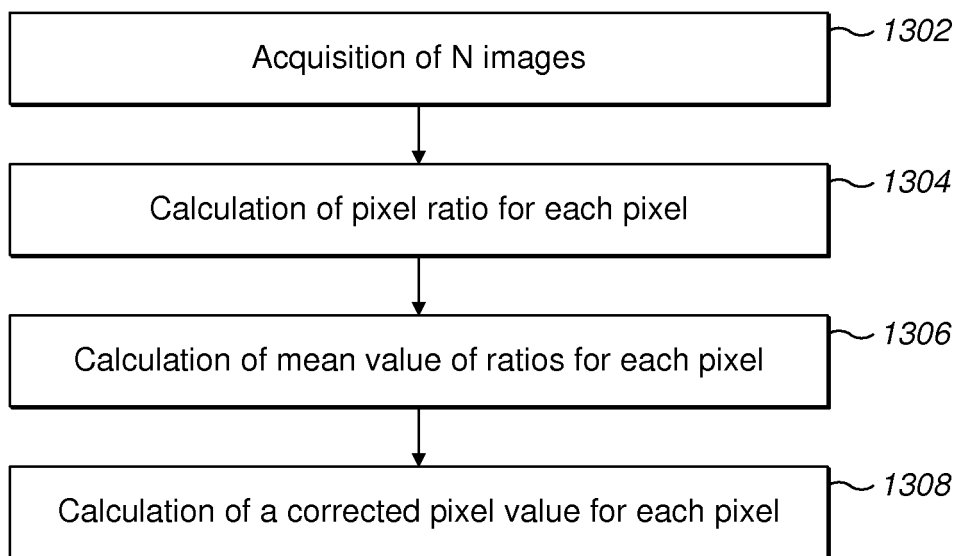 Acquisition of N images
1302
Calculation of pixel ratio for each pixel
1304
Calculation of mean value of ratios for each pixel
1306
Calculation of a corrected pixel value for each pixel
1308